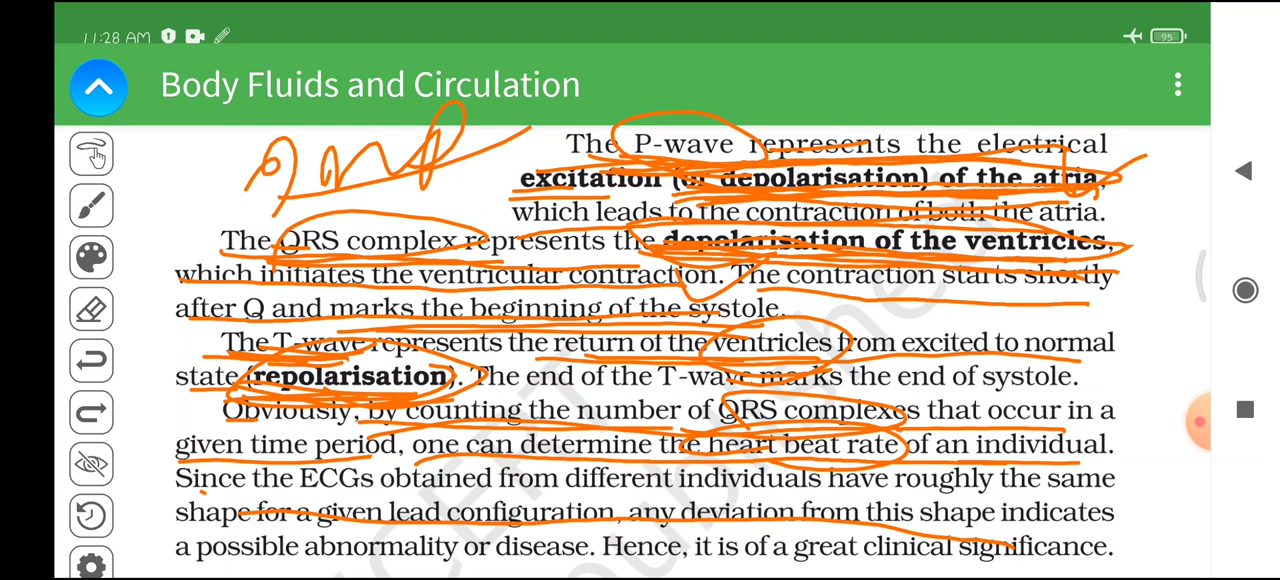 11:28 AM
95
Body Fluids and Circulation
The P-wave represents the electrical
excitation (or depolarisation) of the atria,
which leads to the contraction of both the atria.
The QRS complex represents the depolarisation of the ventricles,
which initiates the ventricular contraction. The contraction starts shortly
after Q and marks the beginning of the systole.
The T-wave represents the return of the ventricles from excited to normal
state (repolarisation). The end of the T-wave marks the end of systole.
Obviously, by counting the number of QRS complexes that occur in a
given time period, one can determine the heart beat rate of an individual.
Since the ECGs obtained from different individuals have roughly the same
shape for a given lead configuration, any deviation from this shape indicates
a possible abnormality or disease. Hence, it is of a great clinical significance.